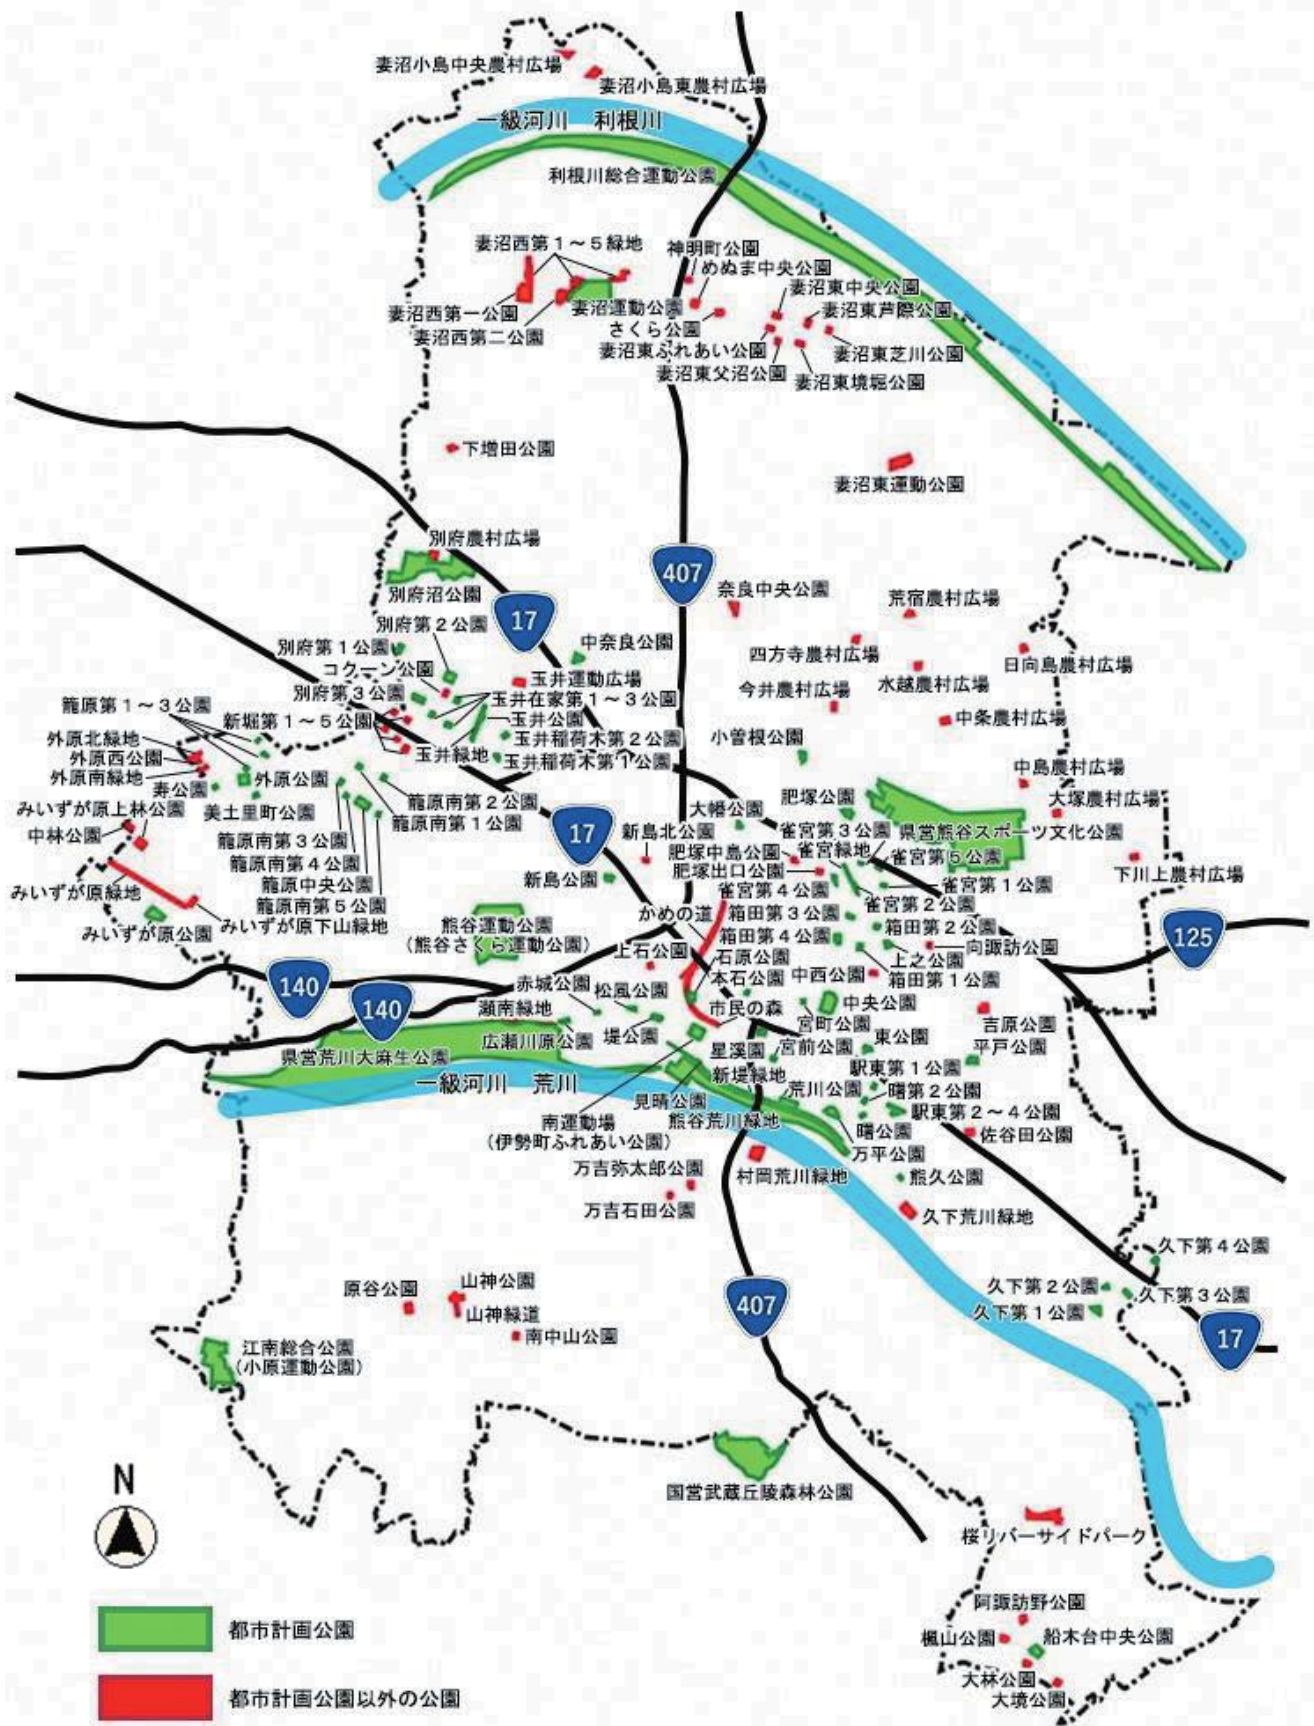 妻沼小島中央農村広場
妻沼小島東農村広場
一級河川 利根川
利根川総合運動公園
妻沼西第1～5緑地
神明町公園
めぬま中央公園
妻沼東中央公園
妻沼西第一公園
妻沼運動公園
妻沼東芦際公園
妻沼西第二公園
さくら公園
妻沼東ふれあい公園
妻沼東芝川公園
妻沼東父沼公園
妻沼東境堀公園
下増田公園
妻沼東運動公園
別府農村広場
407
別府沼公園
奈良中央公園
荒宿農村広場
17
別府第2公園
別府第1公園
中奈良公園
四方寺農村広場
日向島農村広場
コクーン公園
玉井運動広場
水越農村広場
別府第3公園
玉井在家第1～3公園
今井農村広場
籠原第1～3公園
新堀第1～5公園
玉井公園
中条農村広場
外原北緑地
玉井稲荷木第2公園
小曽根公園
外原西公園
玉井緑地
玉井稲荷木第1公園
外原南緑地
外原公園
中島農村広場
寿公園
籠原南第2公園
肥塚公園
大塚農村広場
みいずが原上林公園
美土里町公園
籠原南第1公園
大幡公園
中林公園
籠原南第3公園
17
新島北公園
雀宮第3公園
県営熊谷スポーツ文化公園
籠原南第4公園
肥塚中島公園
雀宮緑地
雀宮第5公園
籠原中央公園
新島公園
肥塚出口公園
雀宮第1公園
下川上農村広場
みいずが原緑地
籠原南第5公園
雀宮第4公園
雀宮第2公園
みいずが原下山緑地
かめの道
箱田第3公園
箱田第2公園
みいずが原公園
熊谷運動公園
(熊谷さくら運動公園)
箱田第4公園
向諏訪公園
125
上石公園
石原公園
上之公園
140
赤城公園
松風公園
本石公園
中西公園
箱田第1公園
140
瀬南緑地
市民の森
中央公園
広瀬川原公園
堤公園
宮町公園
吉原公園
県営荒川大麻生公園
星溪園
宮前公園
東公園
平戸公園
一級河川 荒川
新堤緑地
駅東第1公園
見晴公園
荒川公園
曙第2公園
南運動場
(伊勢町ふれあい公園)
熊谷荒川緑地
駅東第2～4公園
曙公園
佐谷田公園
万平公園
万吉弥太郎公園
村岡荒川緑地
熊久公園
万吉石田公園
久下荒川緑地
久下第4公園
原谷公園
山神公園
久下第2公園
久下第3公園
407
山神緑道
久下第1公園
南中山公園
17
江南総合公園
(小原運動公園)
N
国営武蔵丘陵森林公園
桜リバーサイドパーク
阿諏訪野公園
楓山公園
船木台中央公園
大林公園
大境公園
都市計画公園
都市計画公園以外の公園